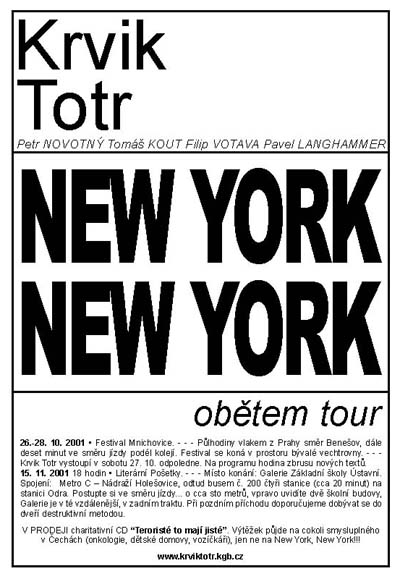 Krvik
Totr
Petr NOVOTNÝ Tomáš KOUT Filip VOTAVA Pavel LANGHAMMER
NEW YORK
NEW YORK
obětem tour
26.-28. 10. 2001 • Festival Mnichovice. - - - Půlhodiny vlakem z Prahy směr Benešov, dále
deset minut ve směru jízdy podél kolejí. Festival se koná v prostoru bývalé vechtrovny. - - -
Krvik Totr vystoupí v sobotu 27. 10. odpoledne. Na programu hodina zbrusu nových textů.
15. 11. 2001 18 hodin • Literární Pošetky. - - - Místo konání: Galerie Základní školy Ústavní.
Spojení: Metro C – Nádraží Holešovice, odtud busem č. 200 čtyři stanice (cca 20 minut) na
stanici Odra. Postupte si ve směru jízdy... o cca sto metrů, vpravo uvidíte dvě školní budovy,
Galerie je v té vzdálenější, v zadním traktu. Při pozdním příchodu doporučujeme dobývat se do
dveří destruktivní metodou.
V PRODEJI charitativní CD "Teroristé to mají jisté". Výtěžek půjde na cokoli smysluplného
v Čechách (onkologie, dětské domovy, vozíčkáři), jen ne na New York, New York!!!
www.krviktotr.kgb.cz